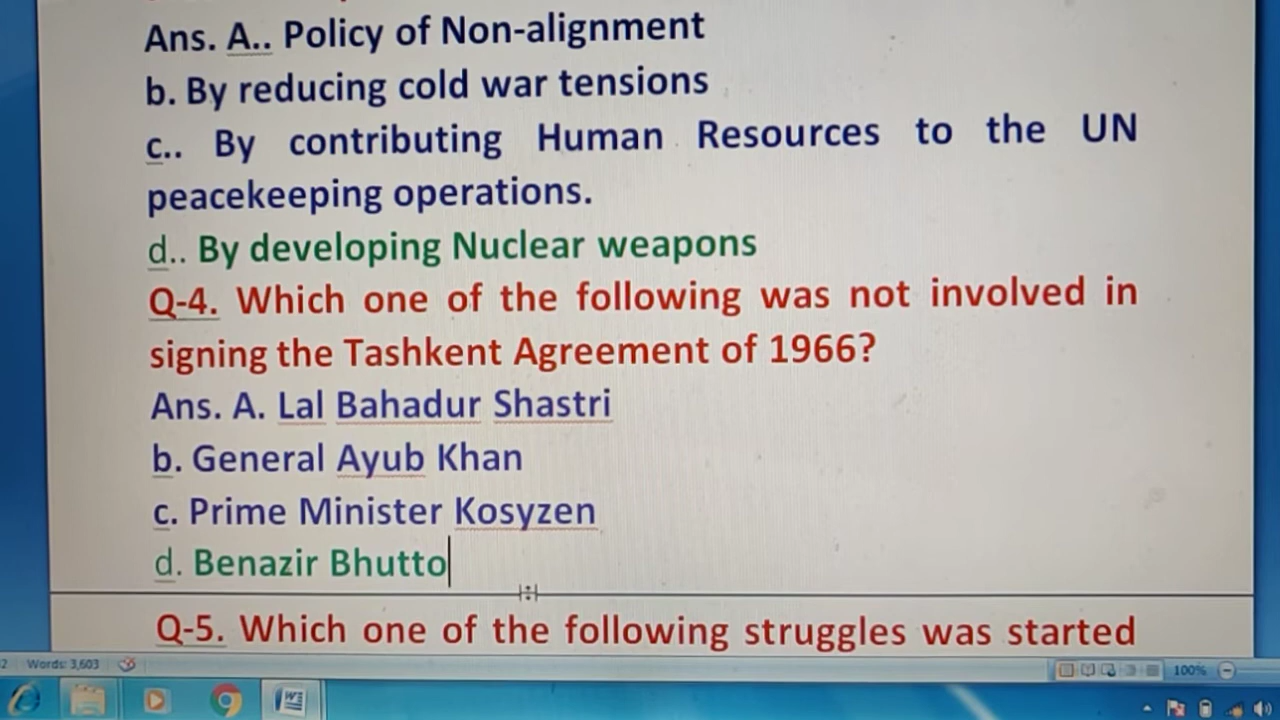 Ans. A.. Policy of Non-alignment
b. By reducing cold war tensions
c.. By contributing Human Resources to the UN
peacekeeping operations.
d.. By developing Nuclear weapons
Q-4. Which one of the following was not involved in
signing the Tashkent Agreement of 1966?
Ans. A. Lal Bahadur Shastri
b. General Ayub Khan
c. Prime Minister Kosyzen
d. Benazir Bhutto
Q-5. Which one of the following struggles was started
2 Words: 3,603 100%